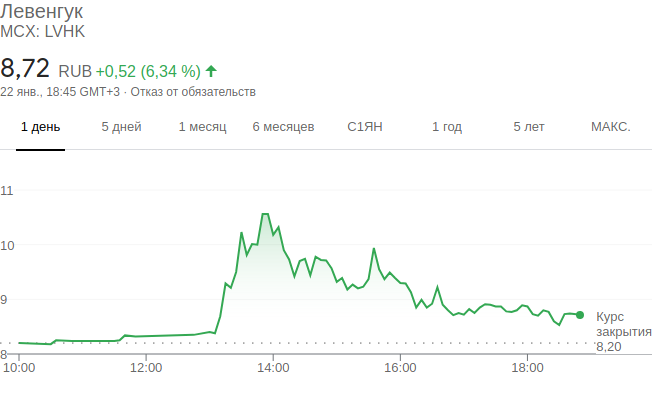 Левенгук
MCX: LVHK
8,72 RUB +0,52 (6,34 %)
22 янв., 18:45 GMT+3 · Отказ от обязательств
1 день 5 дней 1 месяц 6 месяцев С1ЯН 1 год 5 лет МАКС.
11
10
9
8
Курс
закрытия
8,20
10:00 12:00 14:00 16:00 18:00